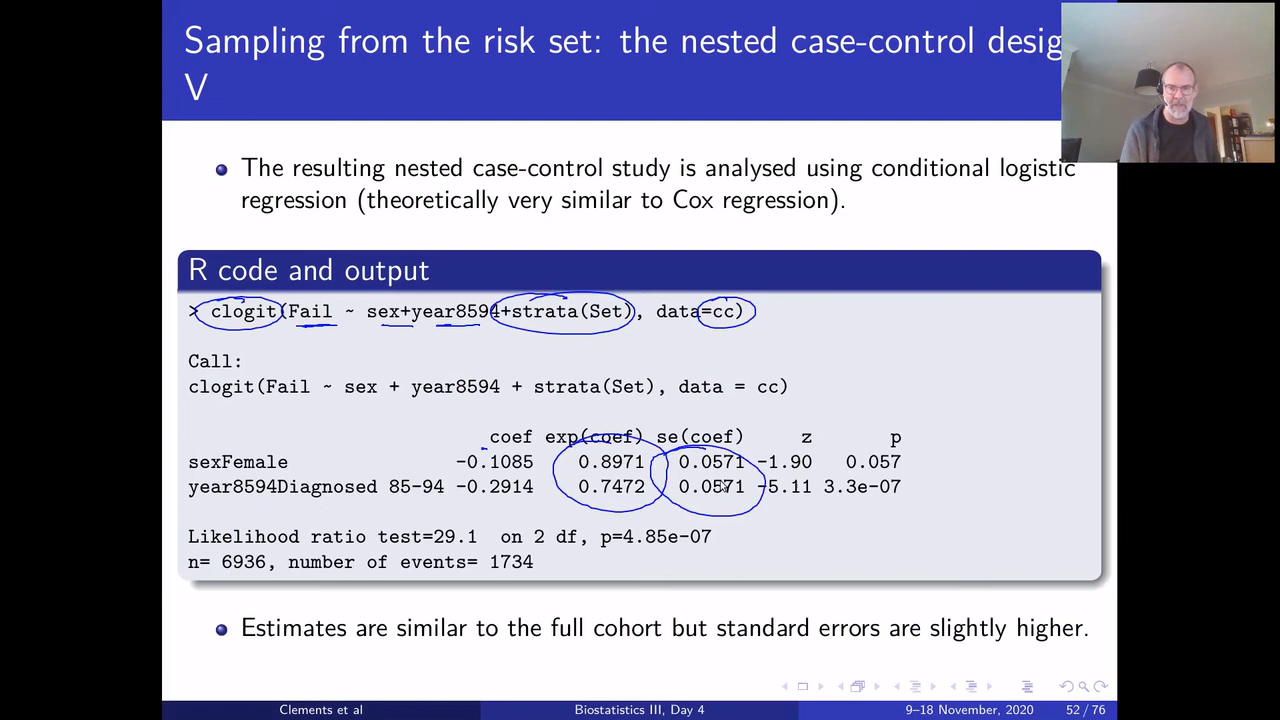 Sampling from the risk set: the nested case-control desig
V
The resulting nested case-control study is analysed using conditional logistic
regression (theoretically very similar to Cox regression).
R code and output
> clogit(Fail ~ sex+year8594+strata(Set), data=cc)
Call:
clogit(Fail ~ sex + year8594 + strata(Set), data = cc)
coef exp(coef) se(coef) z p
sexFemale -0.1085 0.8971 0.0571 -1.90 0.057
year8594Diagnosed 85-94 -0.2914 0.7472 0.0571 -5.11 3.3e-07
Likelihood ratio test=29.1 on 2 df, p=4.85e-07
n= 6936, number of events= 1734
Estimates are similar to the full cohort but standard errors are slightly higher.
Clements et al Biostatistics III, Day 4 9–18 November, 2020 52 / 76